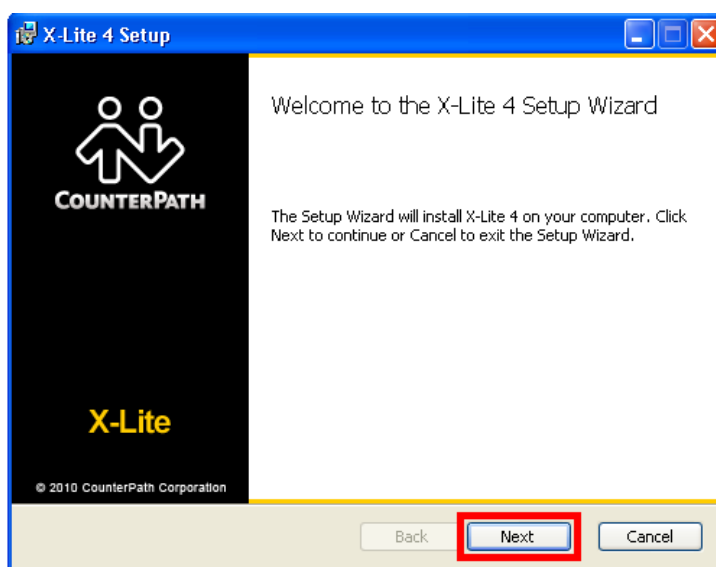 X-Lite 4 Setup
COUNTERPATH
Welcome to the X-Lite 4 Setup Wizard
The Setup Wizard will install X-Lite 4 on your computer. Click
Next to continue or Cancel to exit the Setup Wizard.
X-Lite
© 2010 CounterPath Corporation
Back
Next
Cancel